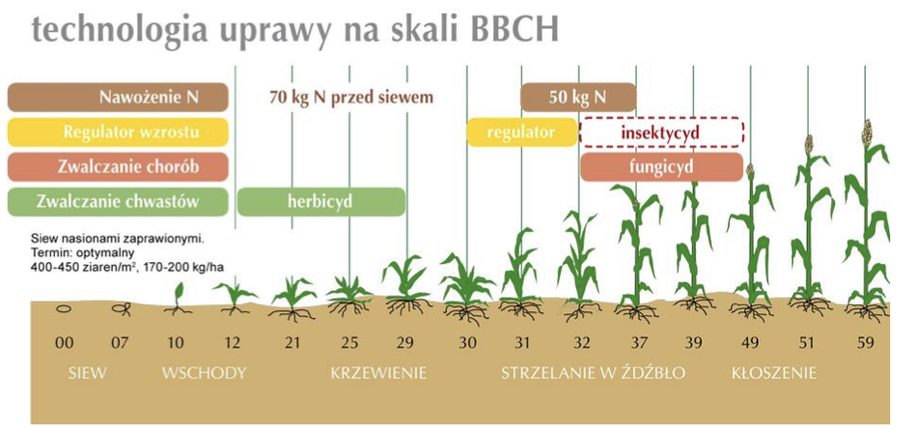 technologia uprawy na skali BBCH
Nawożenie N
70 kg N przed siewem
50 kg N
Regulator wzrostu
regulator
insektycyd
Zwalczanie chorób
fungicyd
Zwalczanie chwastów
herbicyd
Siew nasionami zaprawionymi.
Termin: optymalny
400-450 ziaren/m², 170-200 kg/ha
00 07 10 12 21 25 29 30 31 32 37 39 49 51 59
SIEW WSCHODY KRZEWIENIE STRZELANIE W ŹDŹBŁO KŁOSZENIE